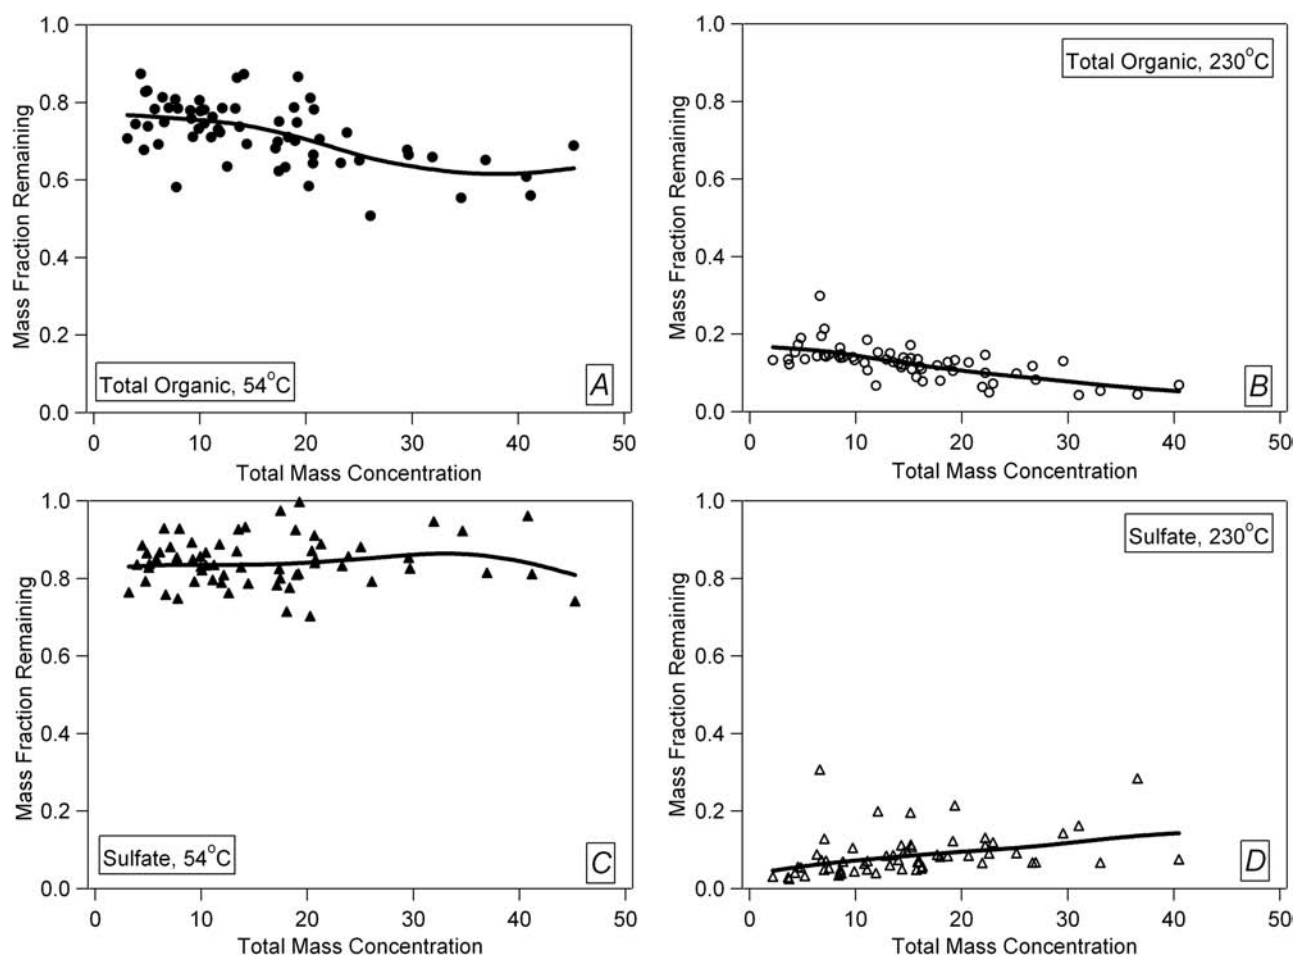 1.0
0.8
0.6
0.4
0.2
0.0
Mass Fraction Remaining
Total Organic, 54°C
A
0 10 20 30 40 50
Total Mass Concentration
1.0
0.8
0.6
0.4
0.2
0.0
Mass Fraction Remaining
Total Organic, 230°C
B
0 10 20 30 40 50
Total Mass Concentration
1.0
0.8
0.6
0.4
0.2
0.0
Mass Fraction Remaining
Sulfate, 54°C
C
0 10 20 30 40 50
Total Mass Concentration
1.0
0.8
0.6
0.4
0.2
0.0
Mass Fraction Remaining
Sulfate, 230°C
D
0 10 20 30 40 50
Total Mass Concentration